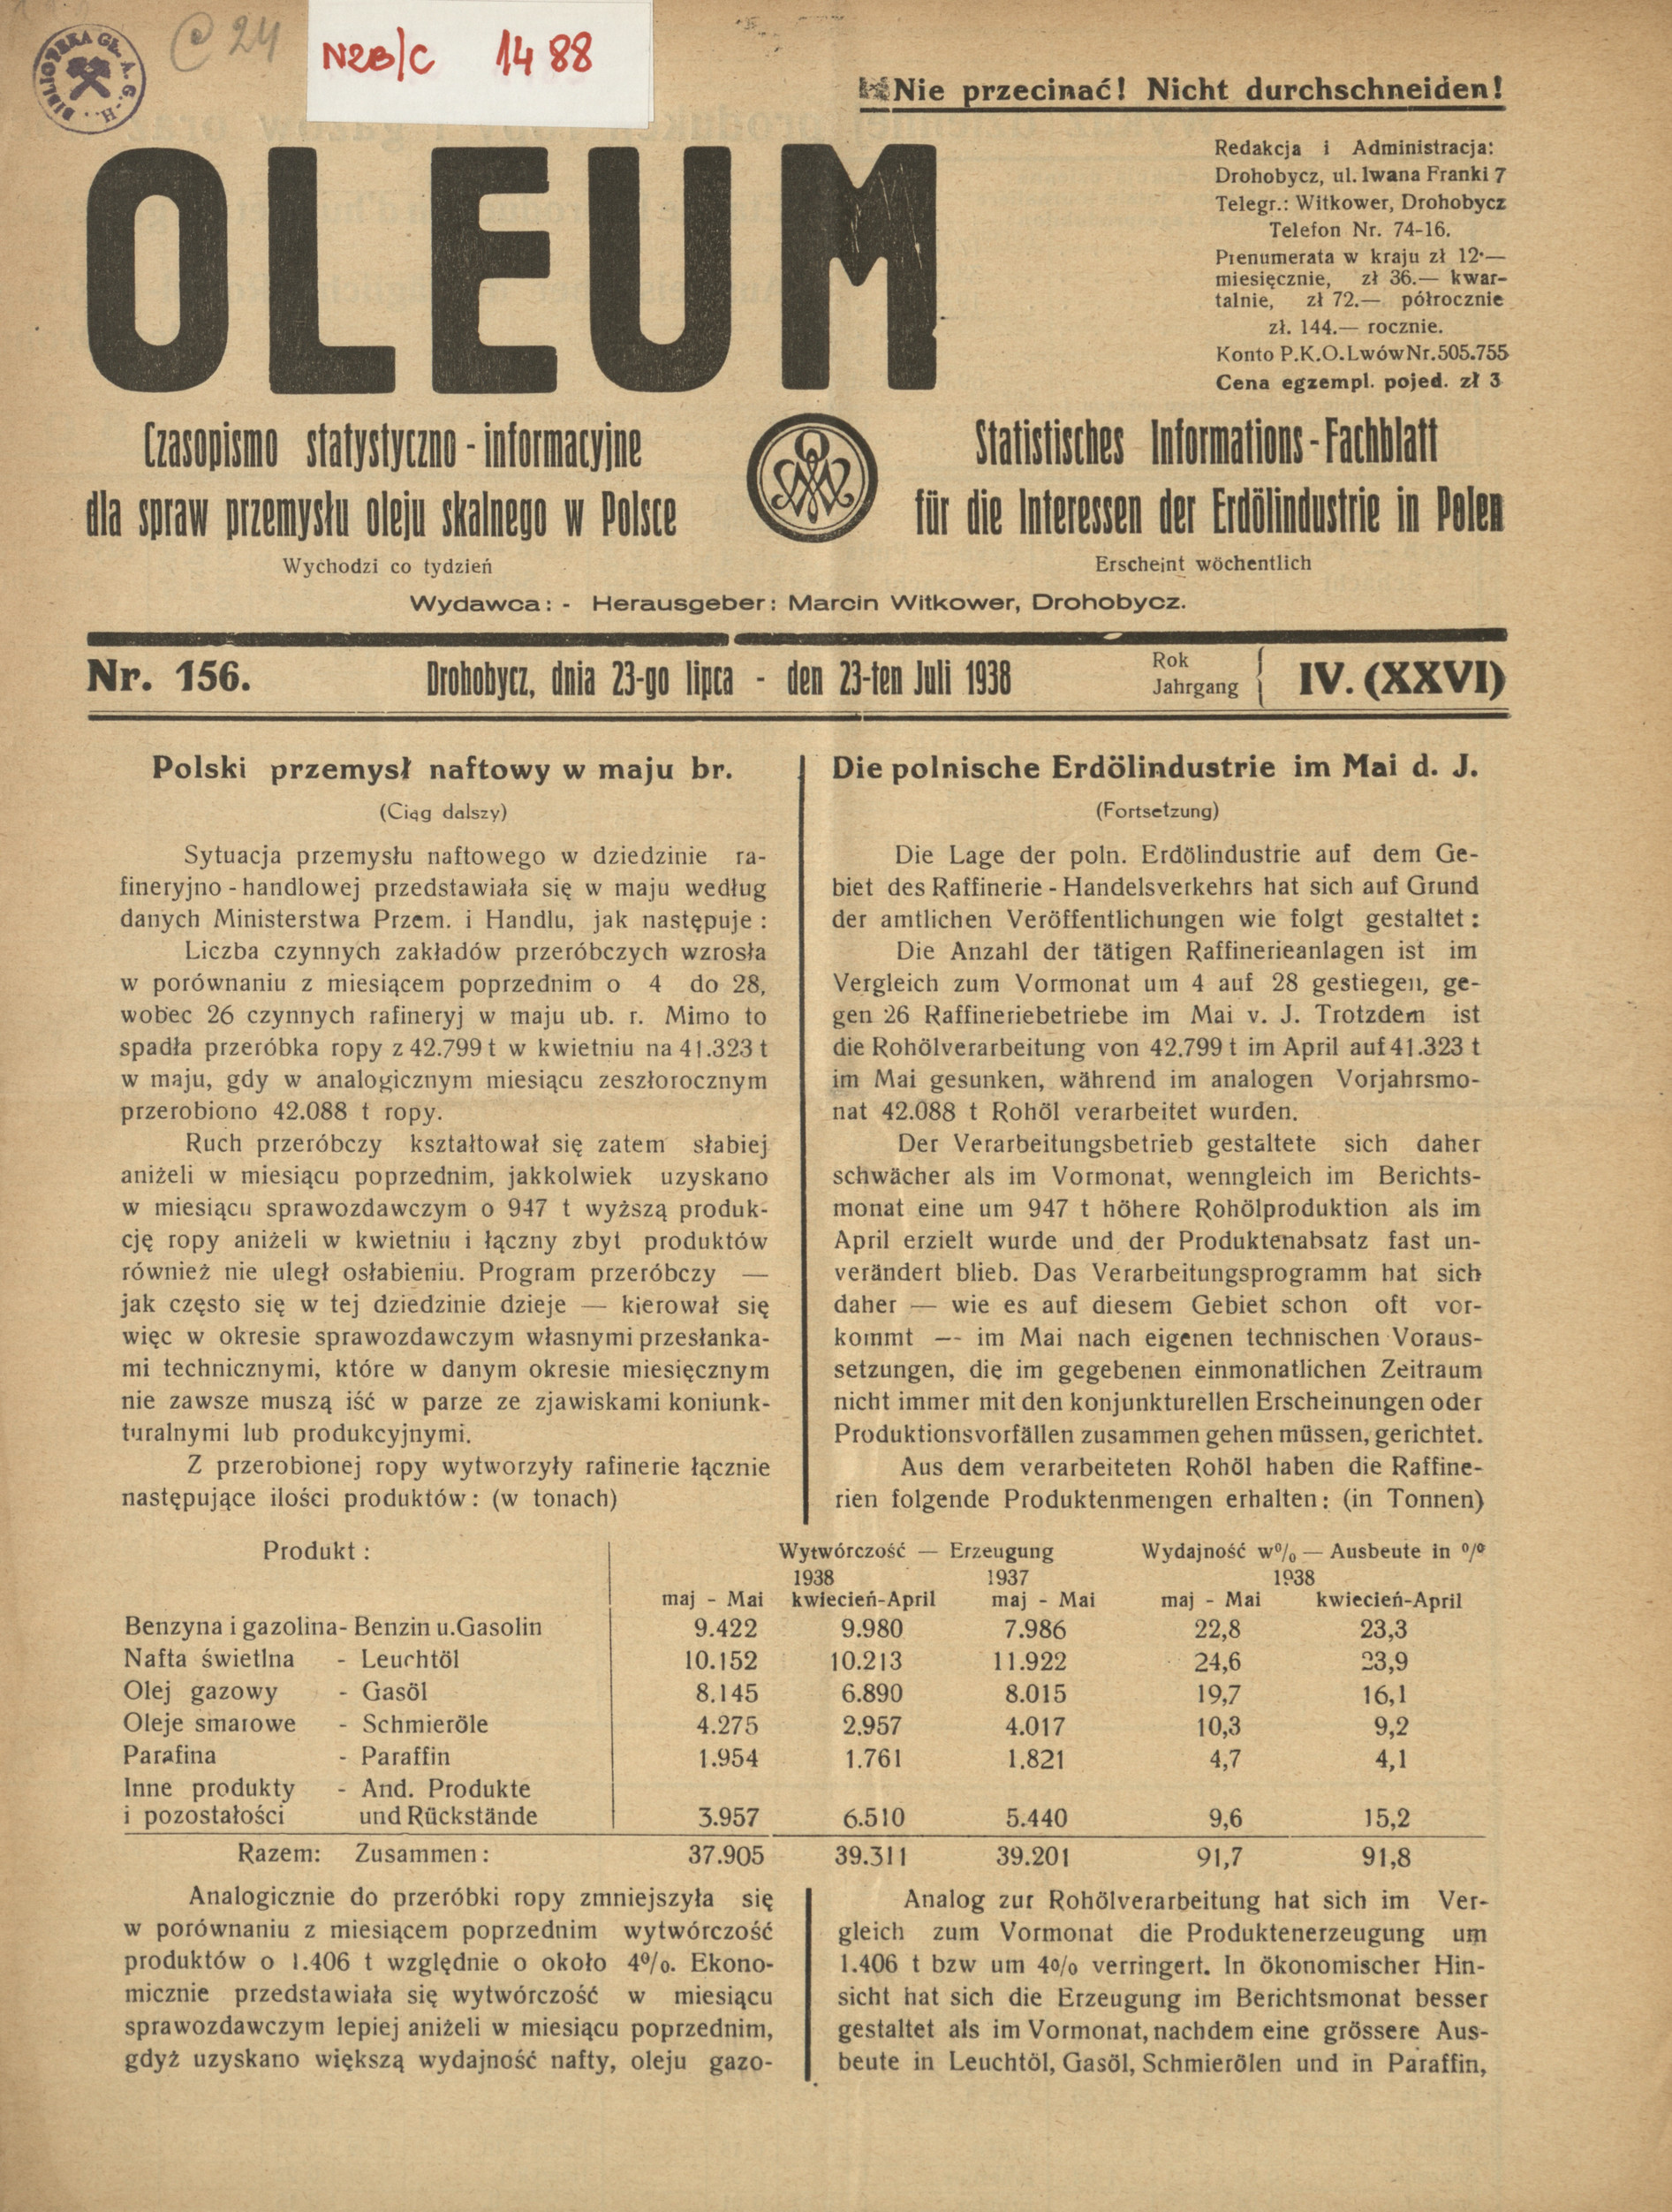 C 24
N2B/C 1488
BIBLIOTEKA GŁ. A. G.-H.
Nie przecinać! Nicht durchschneiden!
OLEUM
Redakcja i Administracja:
Drohobycz, ul. Iwana Franki 7
Telegr.: Witkower, Drohobycz
Telefon Nr. 74-16.
Prenumerata w kraju zł 12·—
miesięcznie, zł 36.— kwar-
talnie, zł 72.— półrocznie
zł. 144.— rocznie.
Konto P.K.O. Lwów Nr. 505.755
Cena egzempl. pojed. zł 3
Czasopismo statystyczno - informacyjne
dla spraw przemysłu oleju skalnego w Polsce
Wychodzi co tydzień
Statistisches Informations - Fachblatt
für die Interessen der Erdölindustrie in Polen
Erscheint wöchentlich
Wydawca: - Herausgeber: Marcin Witkower, Drohobycz.
Nr. 156.
Drohobycz, dnia 23-go lipca - den 23-ten Juli 1938
Rok
Jahrgang
IV. (XXVI)
Polski przemysł naftowy w maju br.
(Ciąg dalszy)
Sytuacja przemysłu naftowego w dziedzinie ra-
fineryjno - handlowej przedstawiała się w maju według
danych Ministerstwa Przem. i Handlu, jak następuje :
Liczba czynnych zakładów przeróbczych wzrosła
w porównaniu z miesiącem poprzednim o 4 do 28,
wobec 26 czynnych rafineryj w maju ub. r. Mimo to
spadła przeróbka ropy z 42.799 t w kwietniu na 41.323 t
w maju, gdy w analogicznym miesiącu zeszłorocznym
przerobiono 42.088 t ropy.
Ruch przeróbczy kształtował się zatem słabiej
aniżeli w miesiącu poprzednim, jakkolwiek uzyskano
w miesiącu sprawozdawczym o 947 t wyższą produk-
cję ropy aniżeli w kwietniu i łączny zbyt produktów
również nie uległ osłabieniu. Program przeróbczy —
jak często się w tej dziedzinie dzieje — kierował się
więc w okresie sprawozdawczym własnymi przesłanka-
mi technicznymi, które w danym okresie miesięcznym
nie zawsze muszą iść w parze ze zjawiskami koniunk-
turalnymi lub produkcyjnymi.
Z przerobionej ropy wytworzyły rafinerie łącznie
następujące ilości produktów: (w tonach)
Die polnische Erdölindustrie im Mai d. J.
(Fortsetzung)
Die Lage der poln. Erdölindustrie auf dem Ge-
biet des Raffinerie - Handelsverkehrs hat sich auf Grund
der amtlichen Veröffentlichungen wie folgt gestaltet :
Die Anzahl der tätigen Raffinerieanlagen ist im
Vergleich zum Vormonat um 4 auf 28 gestiegen, ge-
gen 26 Raffineriebetriebe im Mai v. J. Trotzdem ist
die Rohölverarbeitung von 42.799 t im April auf 41.323 t
im Mai gesunken, während im analogen Vorjahrsmo-
nat 42.088 t Rohöl verarbeitet wurden.
Der Verarbeitungsbetrieb gestaltete sich daher
schwächer als im Vormonat, wenngleich im Berichts-
monat eine um 947 t höhere Rohölproduktion als im
April erzielt wurde und der Produktenabsatz fast un-
verändert blieb. Das Verarbeitungsprogramm hat sich
daher — wie es auf diesem Gebiet schon oft vor-
kommt — im Mai nach eigenen technischen Voraus-
setzungen, die im gegebenen einmonatlichen Zeitraum
nicht immer mit den konjunkturellen Erscheinungen oder
Produktionsvorfällen zusammen gehen müssen, gerichtet.
Aus dem verarbeiteten Rohöl haben die Raffine-
rien folgende Produktenmengen erhalten: (in Tonnen)
Produkt : Wytwórczość — Erzeugung Wydajność w% — Ausbeute in %
1938 1937 1938
maj - Mai kwiecień-April maj - Mai maj - Mai kwiecień-April
Benzyna i gazolina - Benzin u. Gasolin 9.422 9.980 7.986 22,8 23,3
Nafta świetlna - Leuchtöl 10.152 10.213 11.922 24,6 23,9
Olej gazowy - Gasöl 8.145 6.890 8.015 19,7 16,1
Oleje smarowe - Schmieröle 4.275 2.957 4.017 10,3 9,2
Parafina - Paraffin 1.954 1.761 1.821 4,7 4,1
Inne produkty - And. Produkte
i pozostałości und Rückstände 3.957 6.510 5.440 9,6 15,2
Razem: Zusammen: 37.905 39.311 39.201 91,7 91,8
Analogicznie do przeróbki ropy zmniejszyła się
w porównaniu z miesiącem poprzednim wytwórczość
produktów o 1.406 t względnie o około 4%. Ekono-
micznie przedstawiała się wytwórczość w miesiącu
sprawozdawczym lepiej aniżeli w miesiącu poprzednim,
gdyż uzyskano większą wydajność nafty, oleju gazo-
Analog zur Rohölverarbeitung hat sich im Ver-
gleich zum Vormonat die Produktenerzeugung um
1.406 t bzw um 4% verringert. In ökonomischer Hin-
sicht hat sich die Erzeugung im Berichtsmonat besser
gestaltet als im Vormonat, nachdem eine grössere Aus-
beute in Leuchtöl, Gasöl, Schmierölen und in Paraffin,